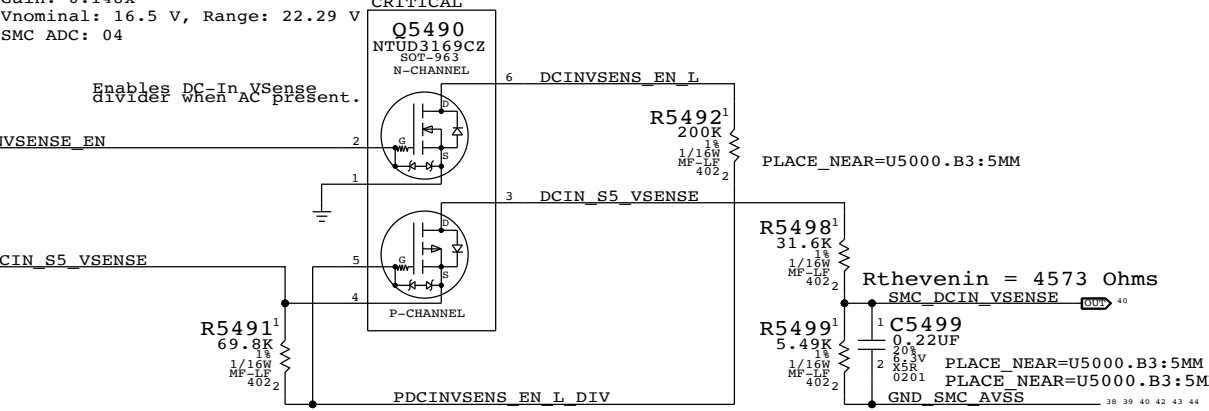 Vnominal: 16.5 V, Range: 22.29 V
SMC ADC: 04
CRITICAL
Q5490
NTUD3169CZ
SOT-963
N-CHANNEL
Enables DC-In VSense
divider when AC present.
6 DCINVSENS_EN_L
D
G
S
R5492 1
200K
1%
1/16W
MF-LF
402 2
PLACE_NEAR=U5000.B3:5MM
VSENSE_EN 2
1
3 DCIN_S5_VSENSE
D
G
S
R5498 1
31.6K
1%
1/16W
MF-LF
402 2
CIN_S5_VSENSE 5
4
P-CHANNEL
Rthevenin = 4573 Ohms
SMC_DCIN_VSENSE OUT 40
R5491 1
69.8K
1%
1/16W
MF-LF
402 2
R5499 1
5.49K
1%
1/16W
MF-LF
402 2
1 C5499
0.22UF
20%
6.3V
2 X5R
0201
PLACE_NEAR=U5000.B3:5MM
PLACE_NEAR=U5000.B3:5M
PDCINVSENS_EN_L_DIV
GND_SMC_AVSS 38 39 40 42 43 44